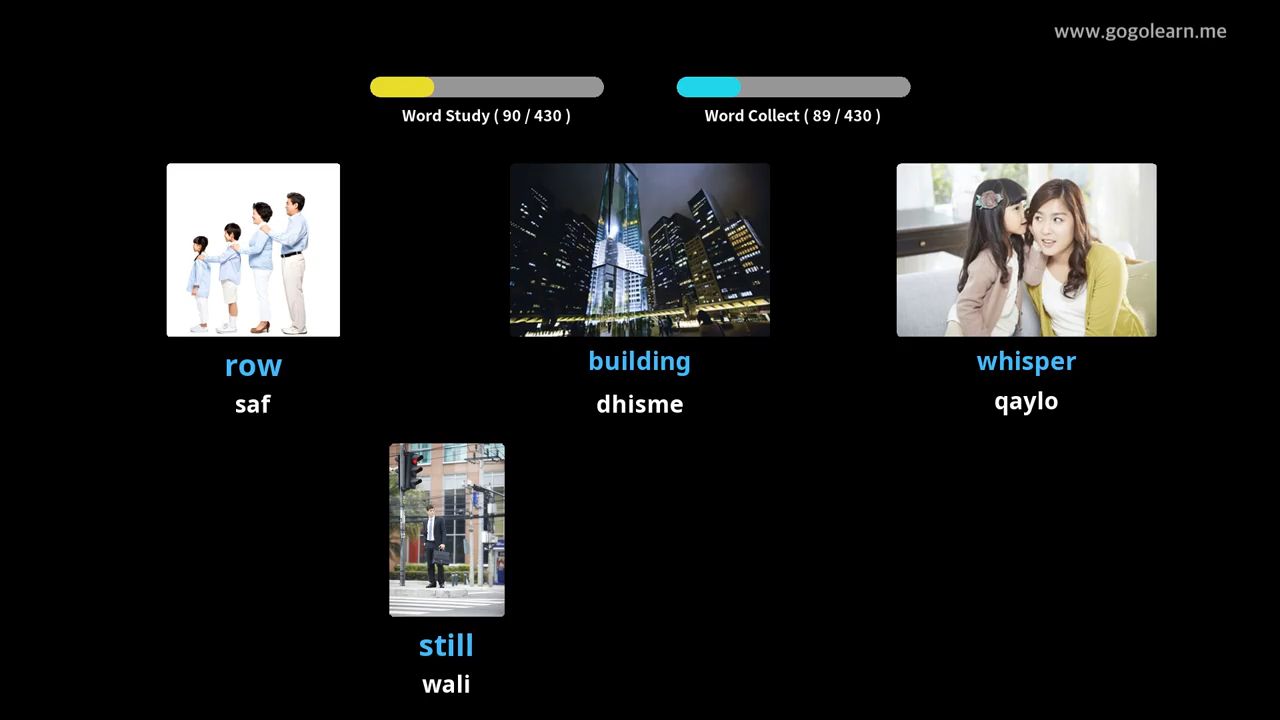 www.gogolearn.me
Word Study ( 90 / 430 )
Word Collect ( 89 / 430 )
row
saf
building
dhisme
whisper
qaylo
still
wali